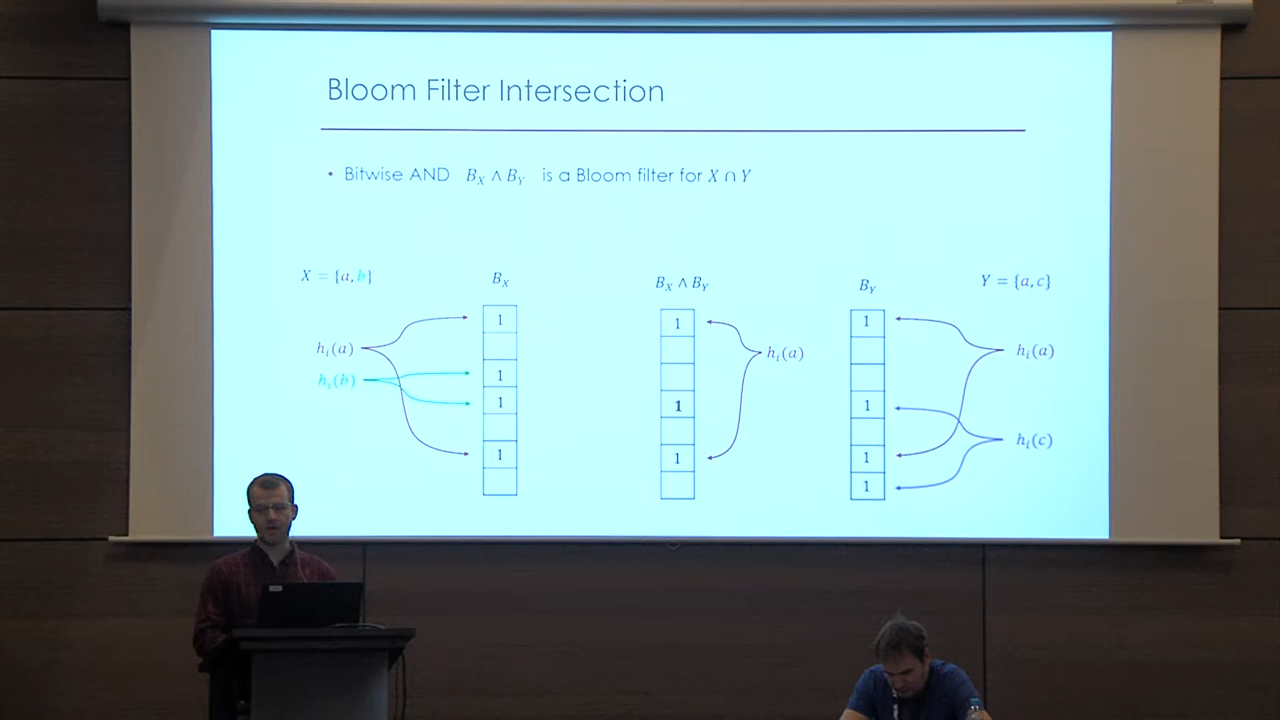 Bloom Filter Intersection
• Bitwise AND B_X ∧ B_Y is a Bloom filter for X ∩ Y
X = {a, b}
B_X
h_i(a)
h_i(b)
1
1
1
1
B_X ∧ B_Y
1
1
1
h_i(a)
B_Y
1
1
1
1
Y = {a, c}
h_i(a)
h_i(c)